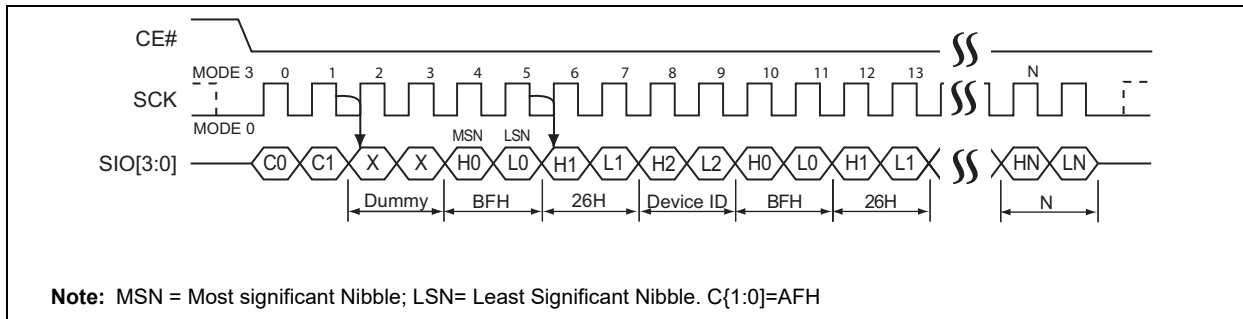 CE#
MODE 3 0 1 2 3 4 5 6 7 8 9 10 11 12 13 N
SCK
MODE 0
MSN LSN
SIO[3:0] C0 C1 X X H0 L0 H1 L1 H2 L2 H0 L0 H1 L1 HN LN
Dummy BFH 26H Device ID BFH 26H N
Note: MSN = Most significant Nibble; LSN= Least Significant Nibble. C{1:0]=AFH